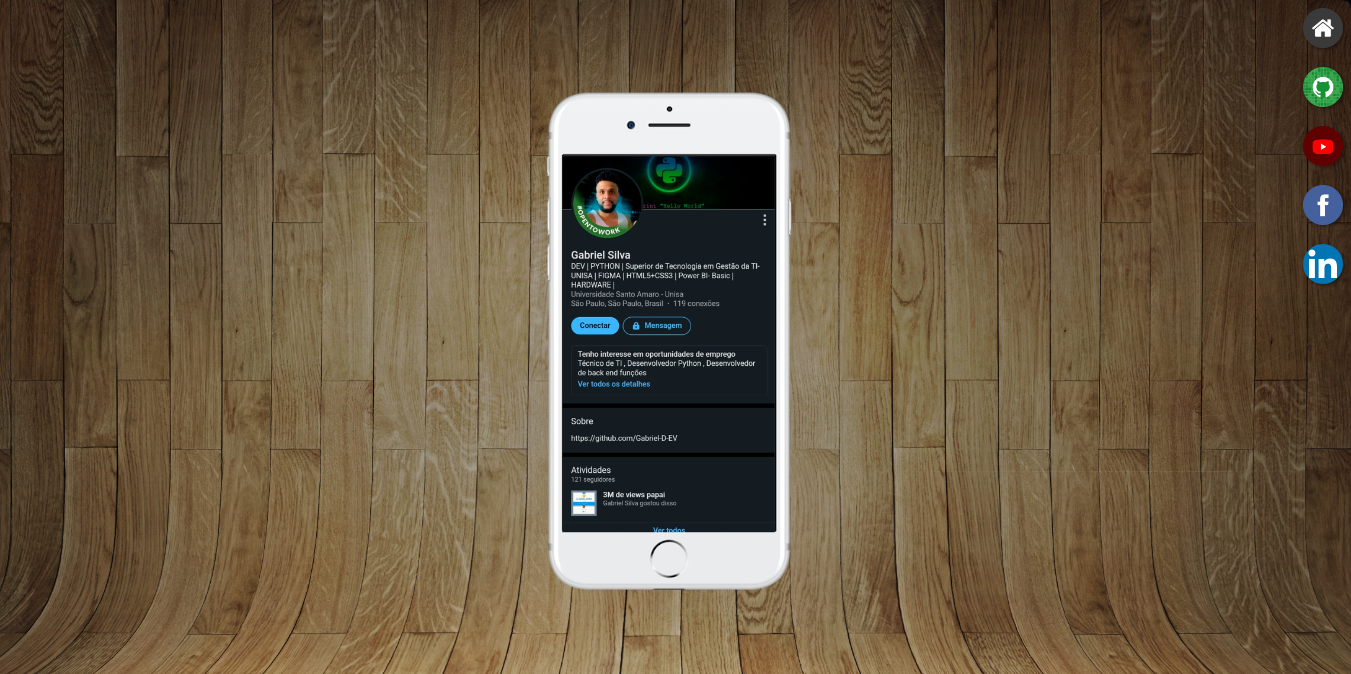 "Hello World"
#OPENTOWORK
Gabriel Silva
DEV | PYTHON | Superior de Tecnologia em Gestão da TI-
UNISA | FIGMA | HTML5+CSS3 | Power BI- Basic |
HARDWARE |
Universidade Santo Amaro - Unisa
São Paulo, São Paulo, Brasil · 119 conexões
Conectar
Mensagem
Tenho interesse em oportunidades de emprego
Técnico de TI , Desenvolvedor Python , Desenvolvedor
de back end funções
Ver todos os detalhes
Sobre
https://github.com/Gabriel-D-EV
Atividades
121 seguidores
3M de views papai
Gabriel Silva gostou disso
Ver todos
in